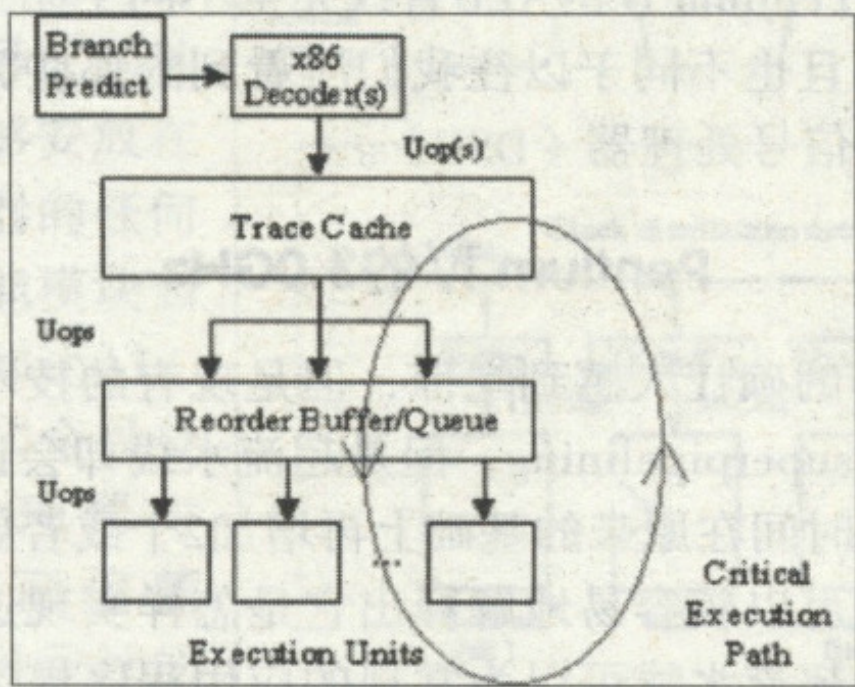 Branch
Predict
x86
Decoder(s)
Uop(s)
Trace Cache
Uops
Reorder Buffer/Queue
Uops
...
Execution Units
Critical
Execution
Path